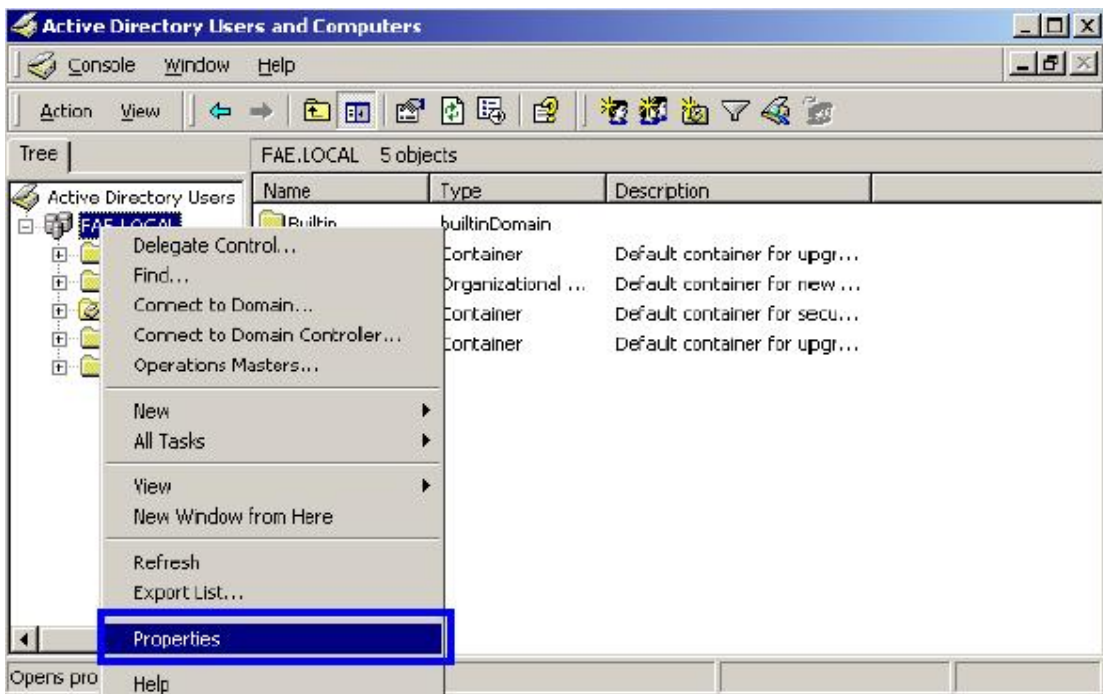 Active Directory Users and Computers
Console Window Help
Action View
Tree
FAE.LOCAL 5 objects
Active Directory Users
Name Type Description
FAE.LOCAL
Builtin builtinDomain
Container Default container for upgr...
Organizational ... Default container for new ...
Container Default container for secu...
Container Default container for upgr...
Delegate Control...
Find...
Connect to Domain...
Connect to Domain Controller...
Operations Masters...
New
All Tasks
View
New Window from Here
Refresh
Export List...
Properties
Help
Opens pro